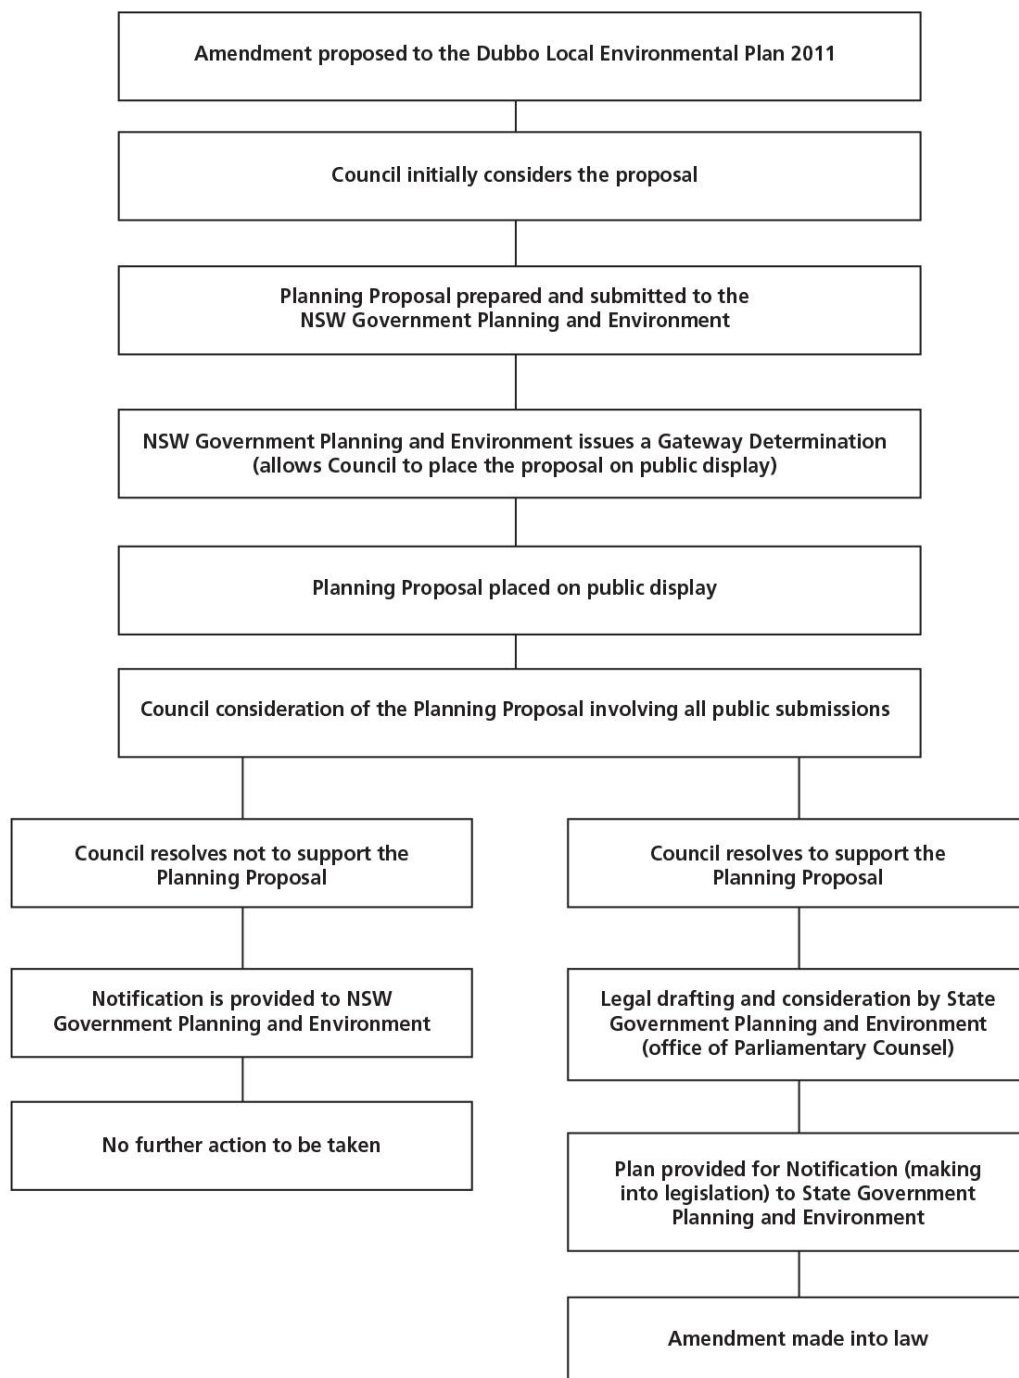 Amendment proposed to the Dubbo Local Environmental Plan 2011
Council initially considers the proposal
Planning Proposal prepared and submitted to the
NSW Government Planning and Environment
NSW Government Planning and Environment issues a Gateway Determination
(allows Council to place the proposal on public display)
Planning Proposal placed on public display
Council consideration of the Planning Proposal involving all public submissions
Council resolves not to support the
Planning Proposal
Notification is provided to NSW
Government Planning and Environment
No further action to be taken
Council resolves to support the
Planning Proposal
Legal drafting and consideration by State
Government Planning and Environment
(office of Parliamentary Counsel)
Plan provided for Notification (making
into legislation) to State Government
Planning and Environment
Amendment made into law